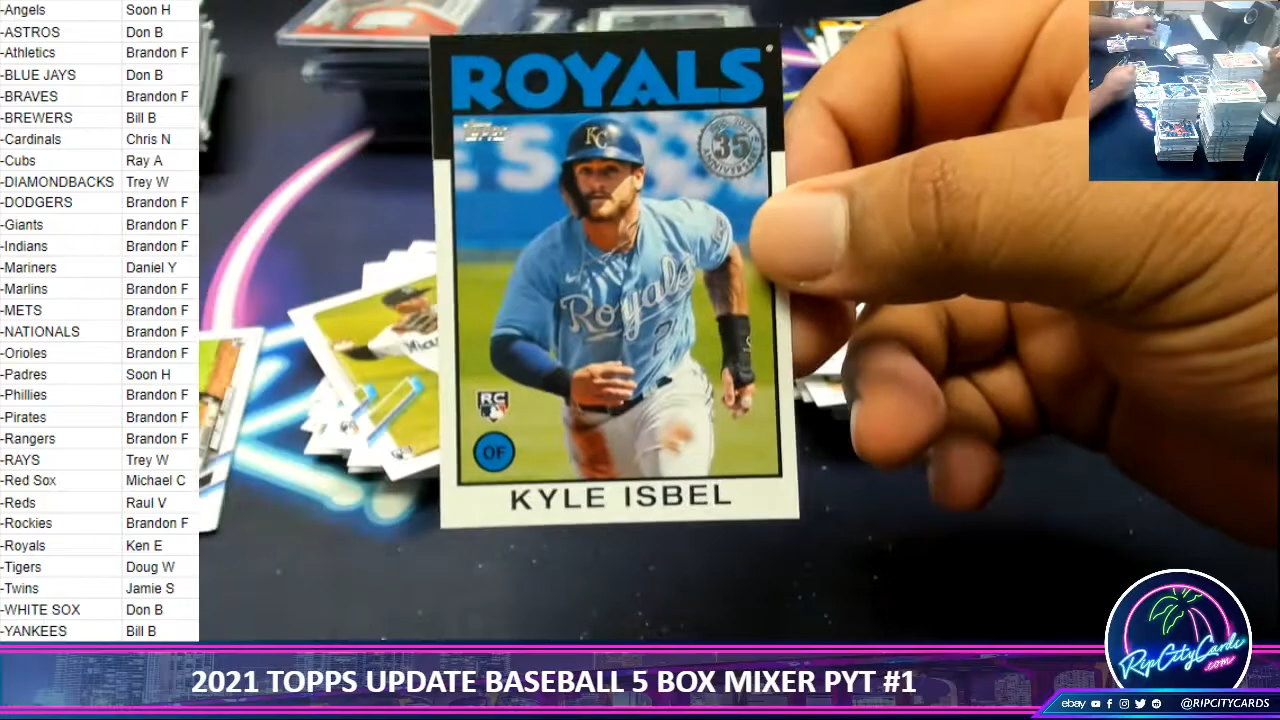 -Angels Soon H
-ASTROS Don B
-Athletics Brandon F
-BLUE JAYS Don B
-BRAVES Brandon F
-BREWERS Bill B
-Cardinals Chris N
-Cubs Ray A
-DIAMONDBACKS Trey W
-DODGERS Brandon F
-Giants Brandon F
-Indians Brandon F
-Mariners Daniel Y
-Marlins Brandon F
-METS Brandon F
-NATIONALS Brandon F
-Orioles Brandon F
-Padres Soon H
-Phillies Brandon F
-Pirates Brandon F
-Rangers Brandon F
-RAYS Trey W
-Red Sox Michael C
-Reds Raul V
-Rockies Brandon F
-Royals Ken E
-Tigers Doug W
-Twins Jamie S
-WHITE SOX Don B
-YANKEES Bill B
ROYALS
Topps
35
KC
Royals
RC
OF
KYLE ISBEL
RipCityCards
.com
2021 TOPPS UPDATE BASEBALL 5 BOX MIXER PYT #1
ebay @RIPCITYCARDS